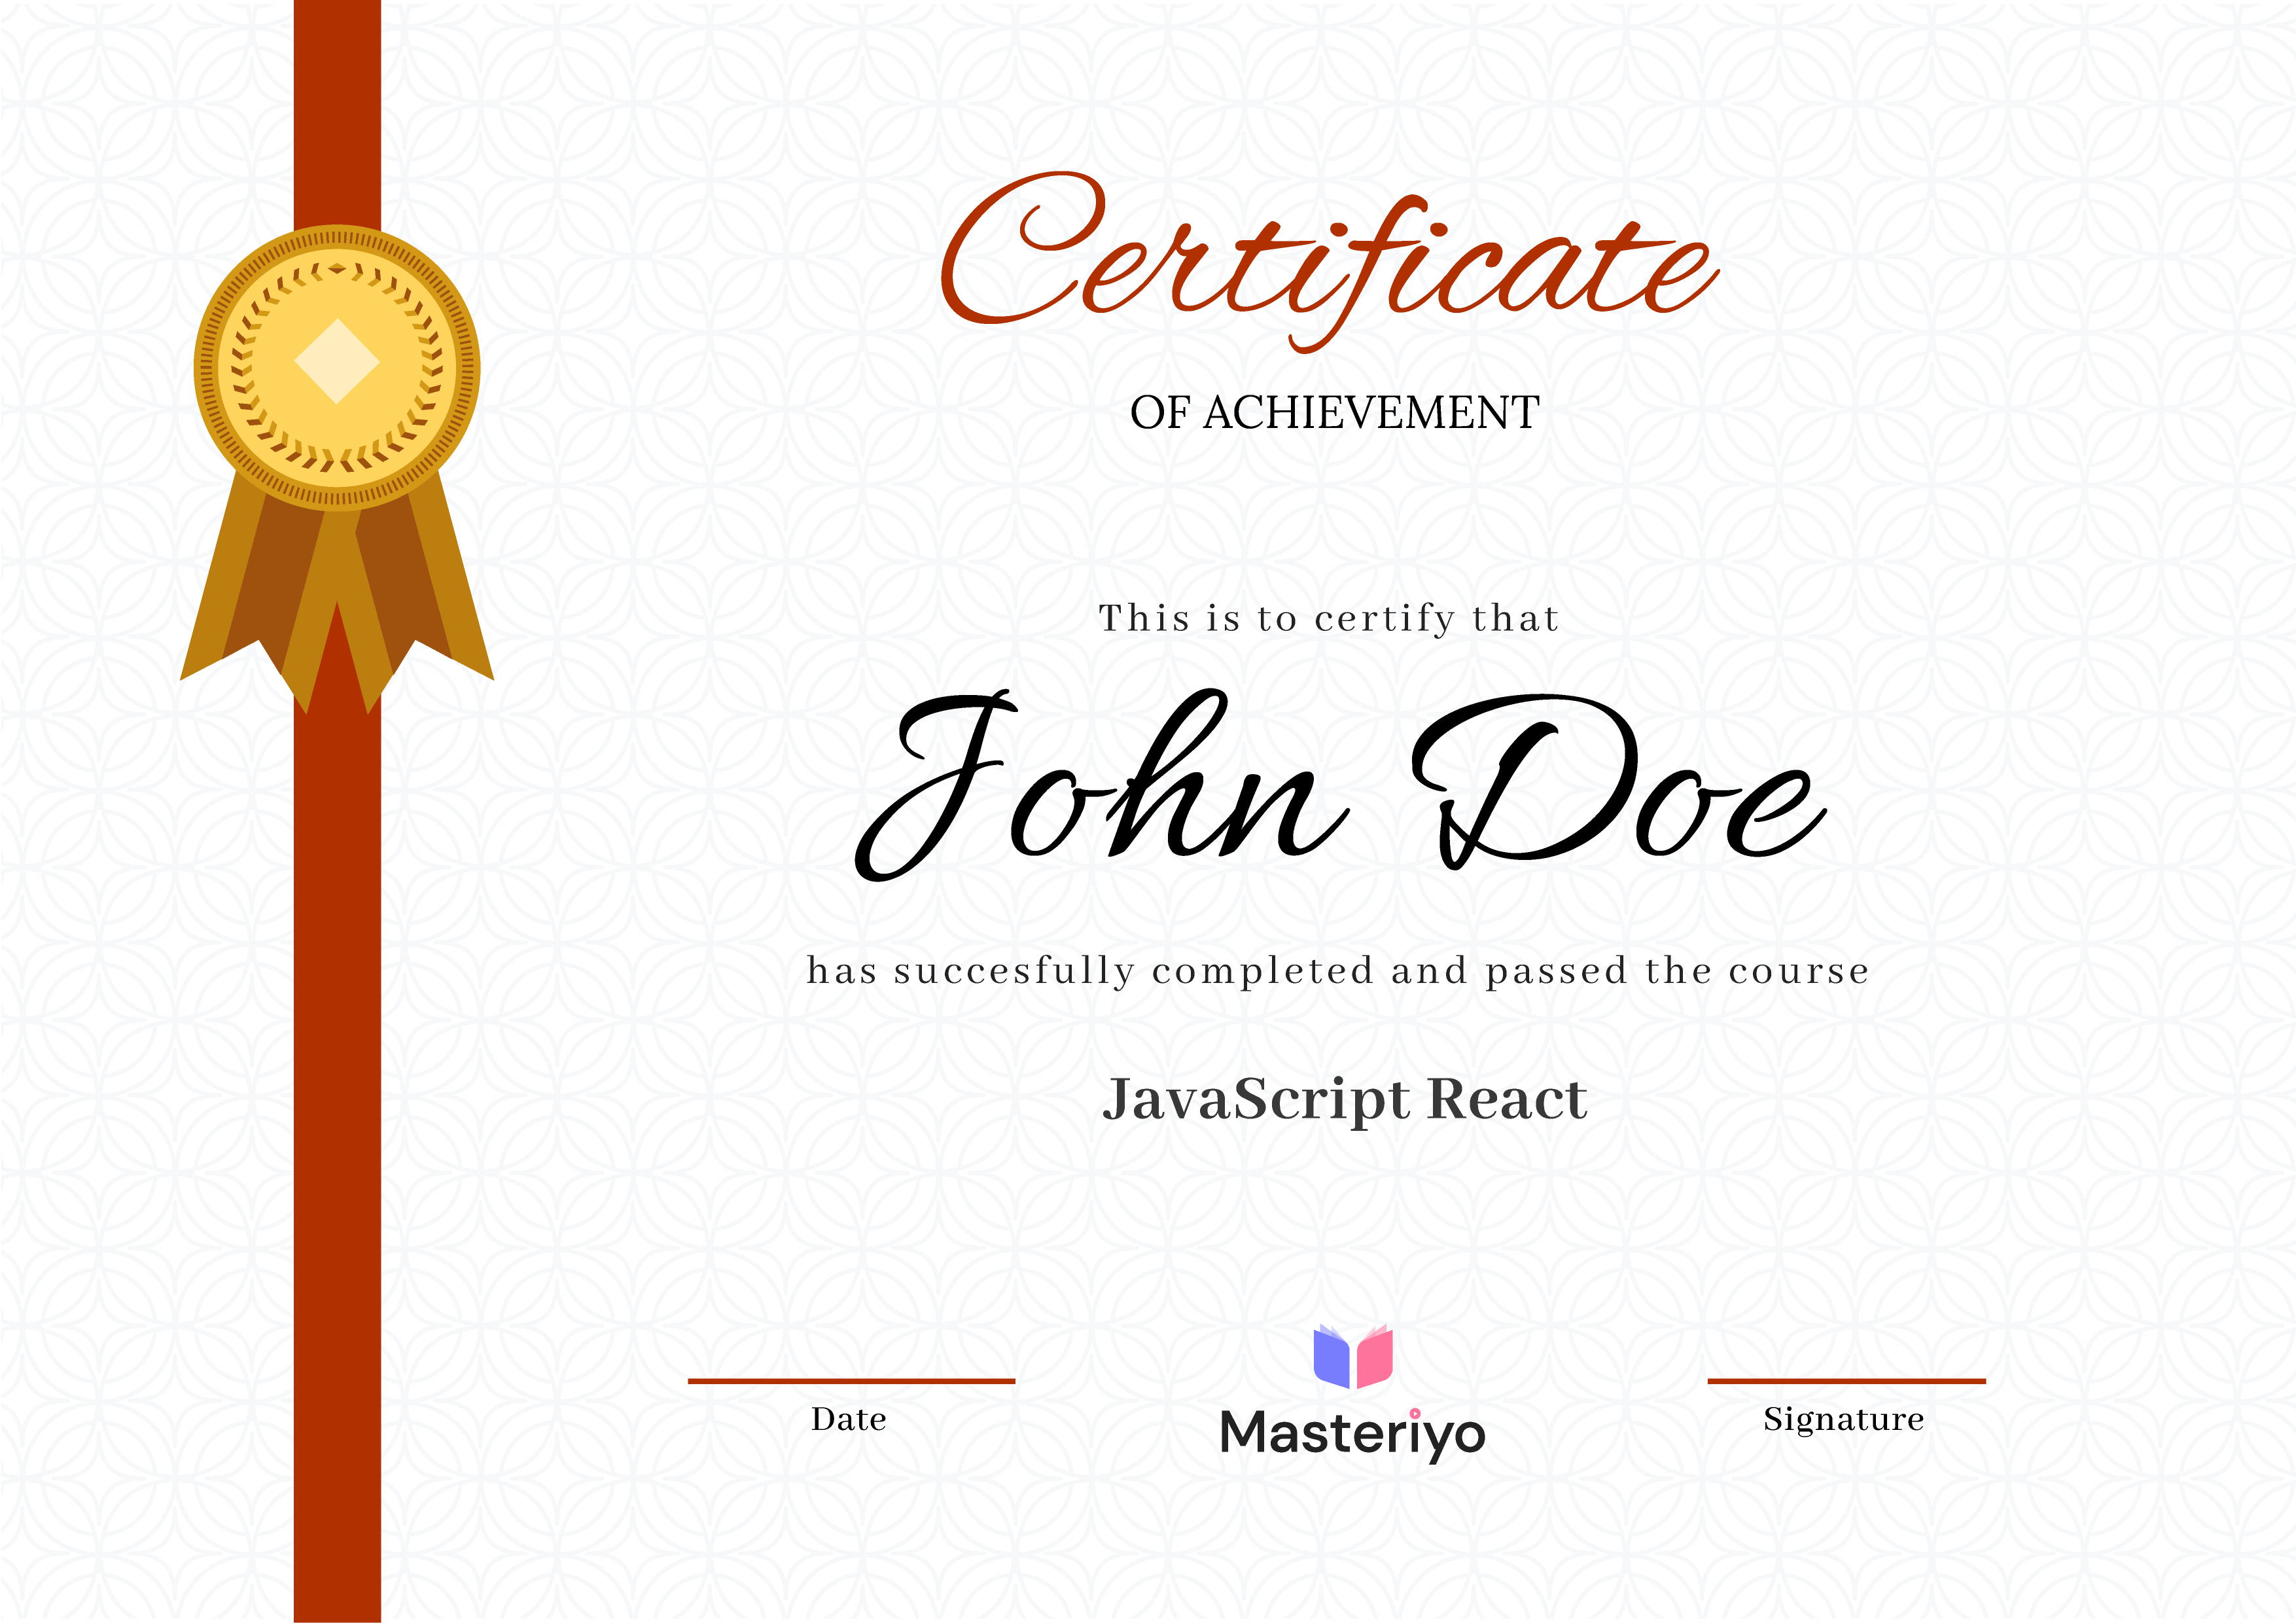 Certificate
OF ACHIEVEMENT
This is to certify that
John Doe
has succesfully completed and passed the course
JavaScript React
Date
Masteriyo
Signature